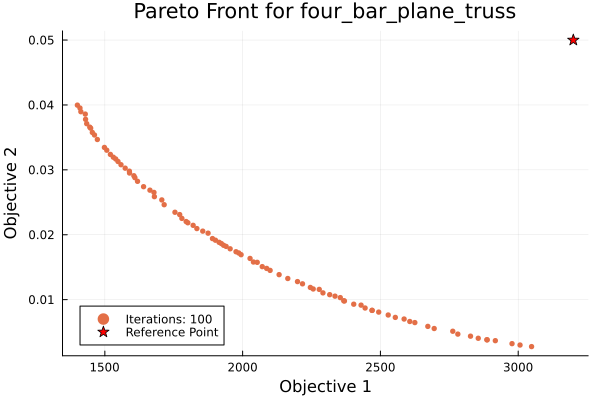 Pareto Front for four_bar_plane_truss
0.05
0.04
0.03
0.02
0.01
Objective 2
Iterations: 100
Reference Point
1500 2000 2500 3000
Objective 1